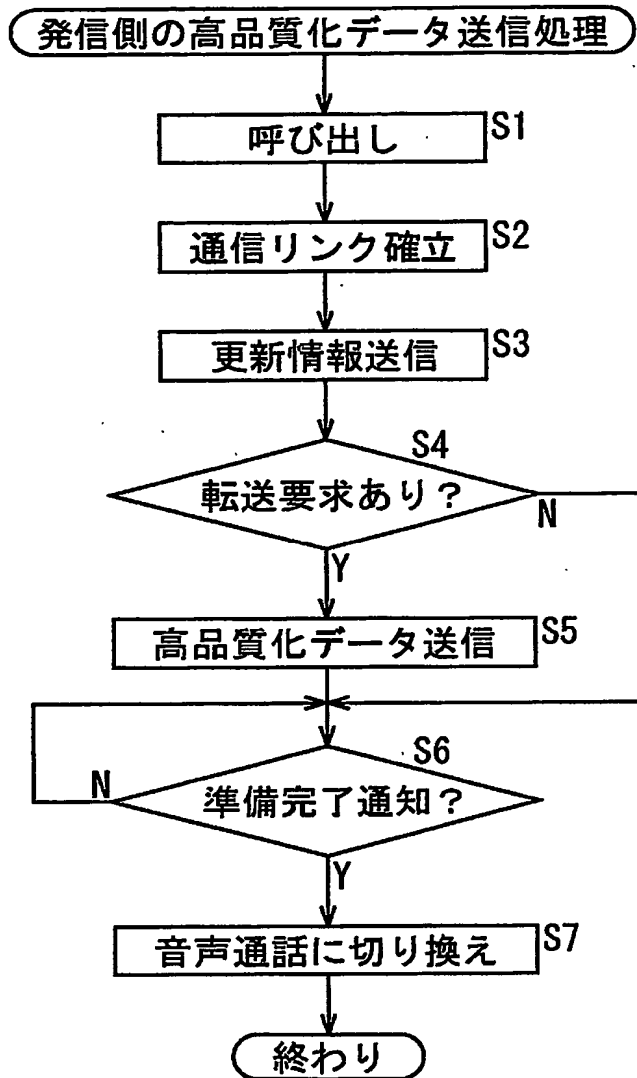 発信側の高品質化データ送信処理
呼び出し
S1
通信リンク確立
S2
更新情報送信
S3
S4
転送要求あり?
N
Y
高品質化データ送信
S5
S6
N
準備完了通知?
Y
音声通話に切り換え
S7
終わり